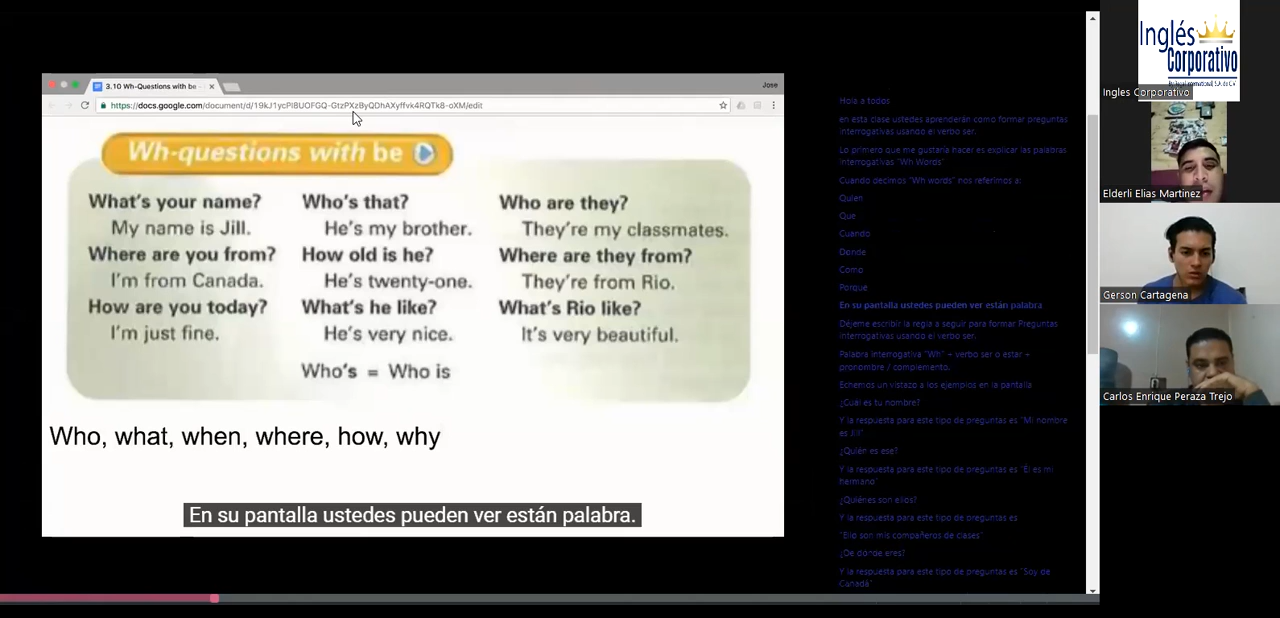 3.10 Wh-Questions with be -
Jose
Wh-questions with be
What's your name?
My name is Jill.
Where are you from?
I'm from Canada.
How are you today?
I'm just fine.
Who's that?
He's my brother.
How old is he?
He's twenty-one.
What's he like?
He's very nice.
Who's = Who is
Who are they?
They're my classmates.
Where are they from?
They're from Rio.
What's Rio like?
It's very beautiful.
Who, what, when, where, how, why
En su pantalla ustedes pueden ver están palabra.
Hola a todos
en esta clase ustedes aprenderán como formar preguntas
interrogativas usando el verbo ser.
Lo primero que me gustaría hacer es explicar las palabras
interrogativas "Wh Words"
Cuando decimos "Wh words" nos referimos a:
Quien
Que
Cuando
Donde
Como
Porque
En su pantalla ustedes pueden ver están palabra
Déjeme escribir la regla a seguir para formar Preguntas
interrogativas usando el verbo ser.
Palabra interrogativa "Wh" + verbo ser o estar +
pronombre / complemento.
Echemos un vistazo a los ejemplos en la pantalla
¿Cuál es tu nombre?
Y la respuesta para este tipo de preguntas es "Mi nombre
es Jill"
¿Quién es ese?
Y la respuesta para este tipo de preguntas es "Él es mi
hermano"
¿Quiénes son ellos?
Y la respuesta para este tipo de preguntas es
"Ello son mis compañeros de clases"
¿De donde eres?
Y la respuesta para este tipo de preguntas es "Soy de
Canadá"
Inglés
Corporativo
Ingles Corporativo
Elderli Elias Martinez
Gerson Cartagena
Carlos Enrique Peraza Trejo